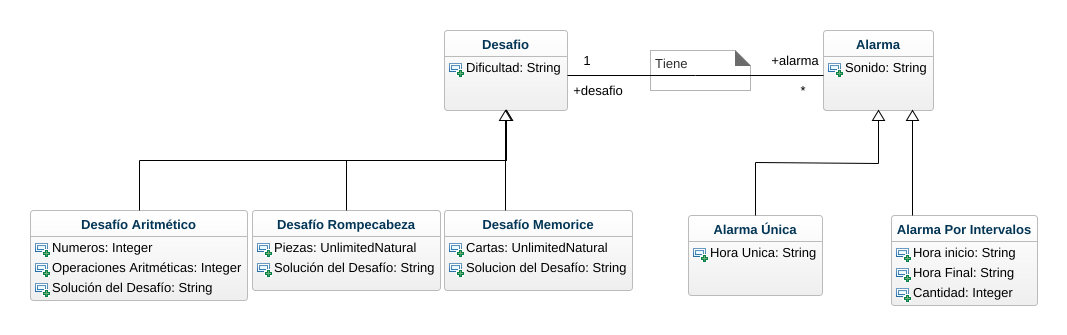 Desafio
Dificultad: String
1
+desafio
Tiene
+alarma
*
Alarma
Sonido: String
Desafío Aritmético
Numeros: Integer
Operaciones Aritméticas: Integer
Solución del Desafío: String
Desafío Rompecabeza
Piezas: UnlimitedNatural
Solución del Desafío: String
Desafío Memorice
Cartas: UnlimitedNatural
Solucion del Desafío: String
Alarma Única
Hora Unica: String
Alarma Por Intervalos
Hora inicio: String
Hora Final: String
Cantidad: Integer